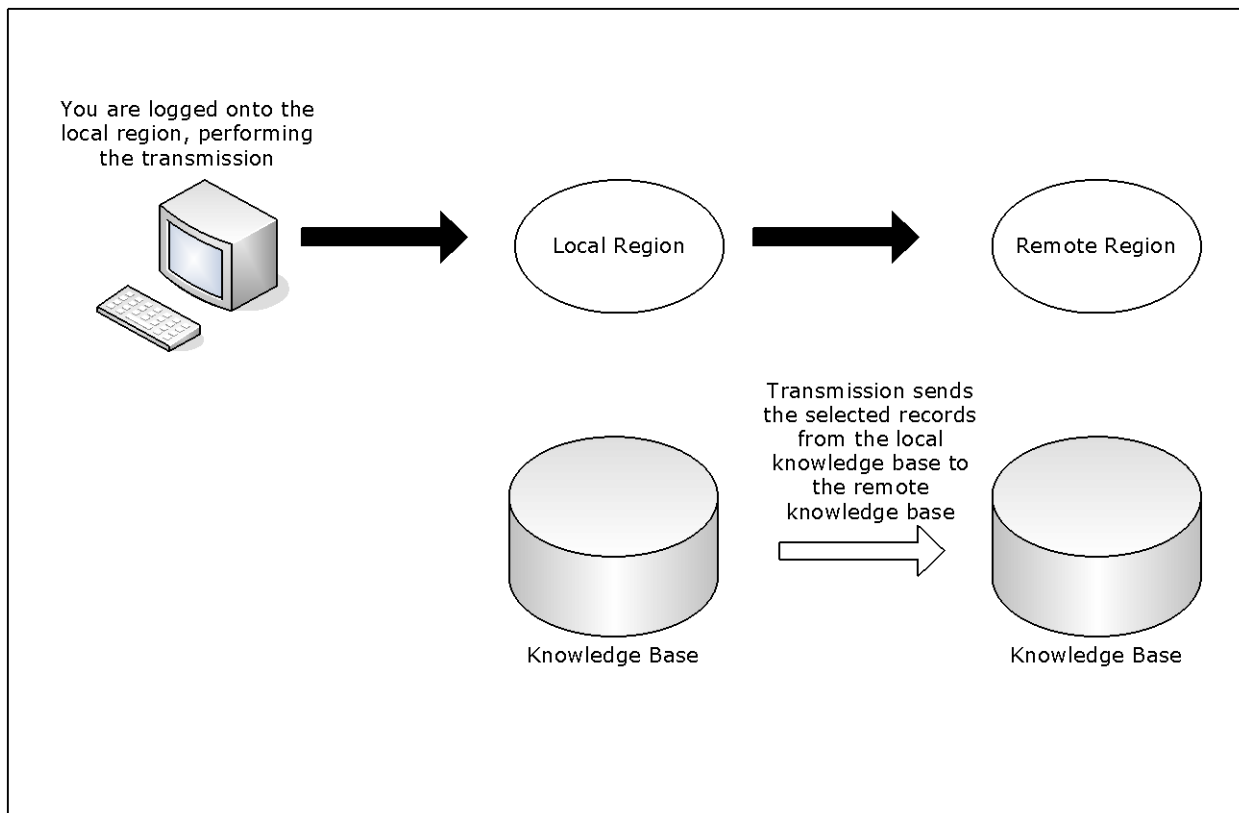 You are logged onto the
local region, performing
the transmission
Local Region
Remote Region
Transmission sends
the selected records
from the local
knowledge base to
the remote
knowledge base
Knowledge Base
Knowledge Base